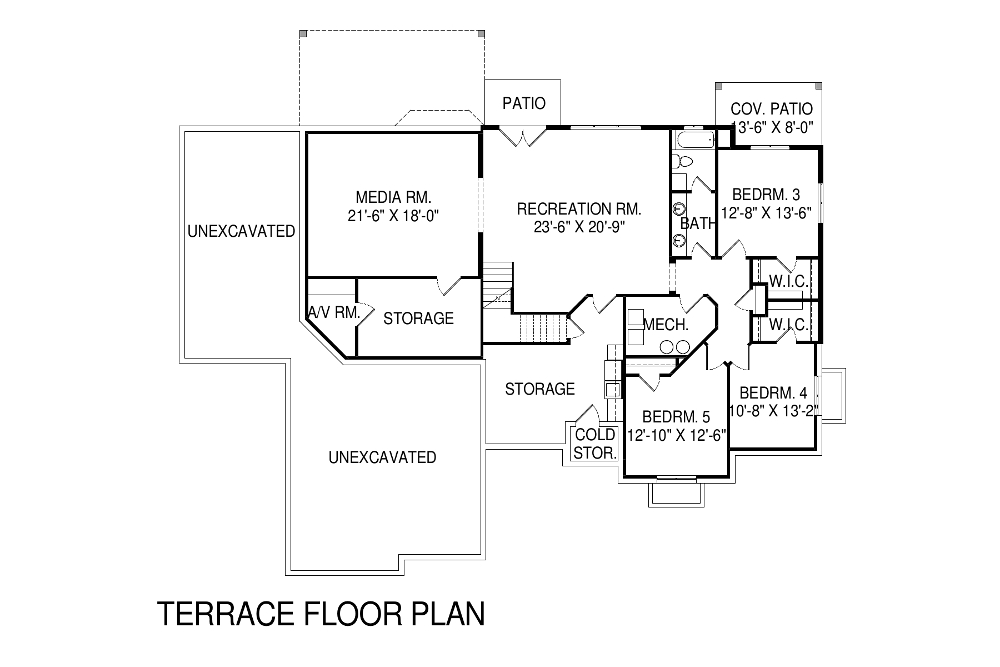 PATIO
COV. PATIO
13'-6" X 8'-0"
MEDIA RM.
21'-6" X 18'-0"
RECREATION RM.
23'-6" X 20'-9"
BEDRM. 3
12'-8" X 13'-6"
UNEXCAVATED
BATH
W.I.C.
A/V RM.
STORAGE
MECH.
W.I.C.
STORAGE
BEDRM. 4
10'-8" X 13'-2"
BEDRM. 5
12'-10" X 12'-6"
COLD
STOR.
UNEXCAVATED
TERRACE FLOOR PLAN